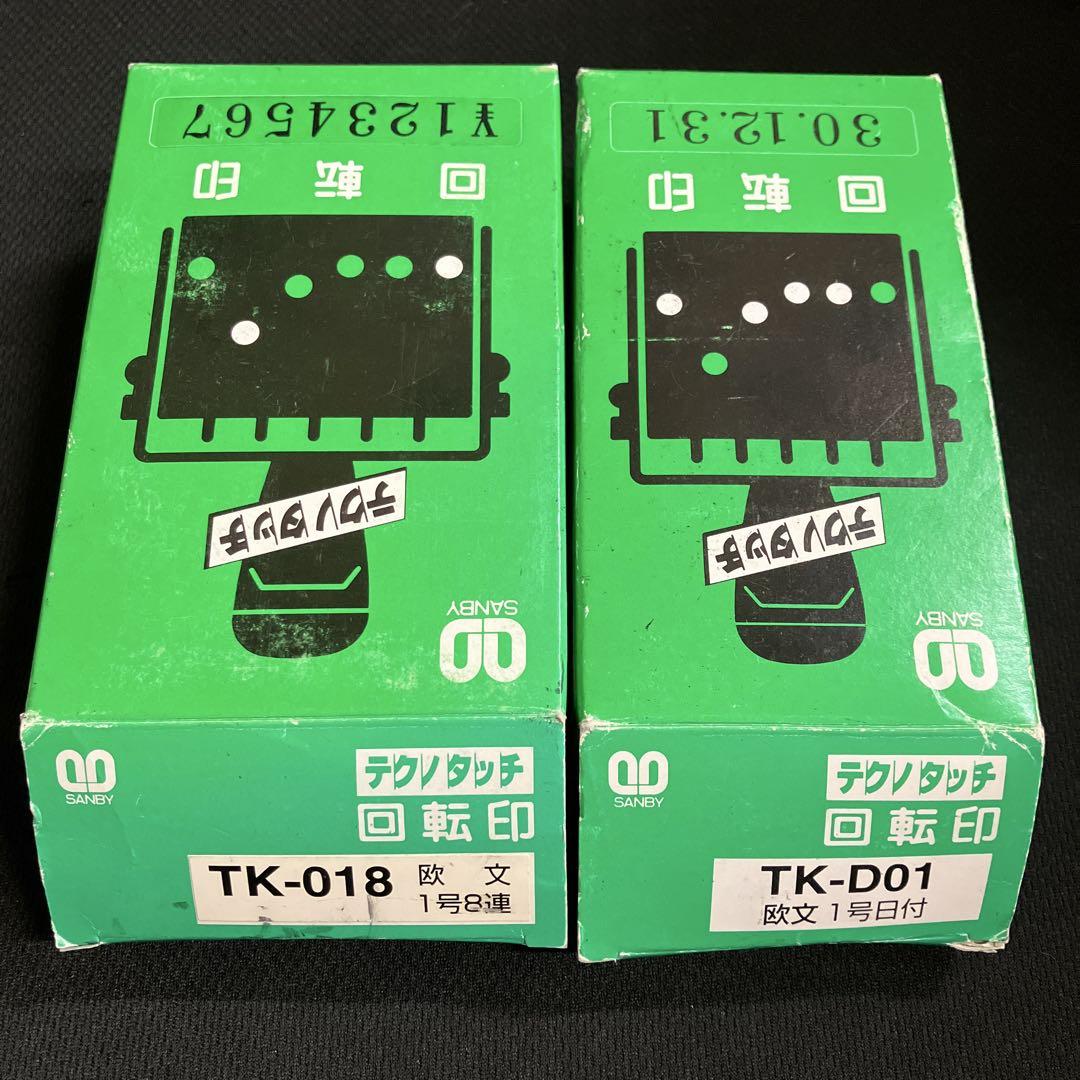 ¥1234567
回転印
テクノタッチ
SANBY
SANBY
テクノタッチ
回転印
TK-018
欧文
1号8連
30.12.31
回転印
テクノタッチ
SANBY
SANBY
テクノタッチ
回転印
TK-D01
欧文 1号日付